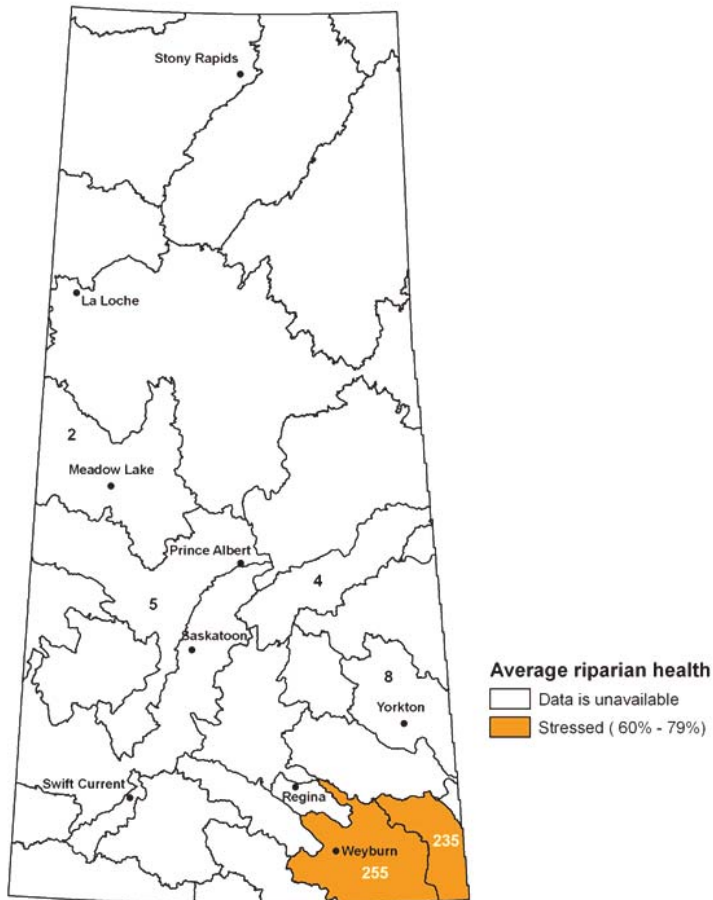 Stony Rapids
La Loche
2
Meadow Lake
Prince Albert
4
5
Saskatoon
8
Yorkton
Average riparian health
Data is unavailable
Stressed ( 60% - 79%)
Swift Current
Regina
235
Weyburn
255